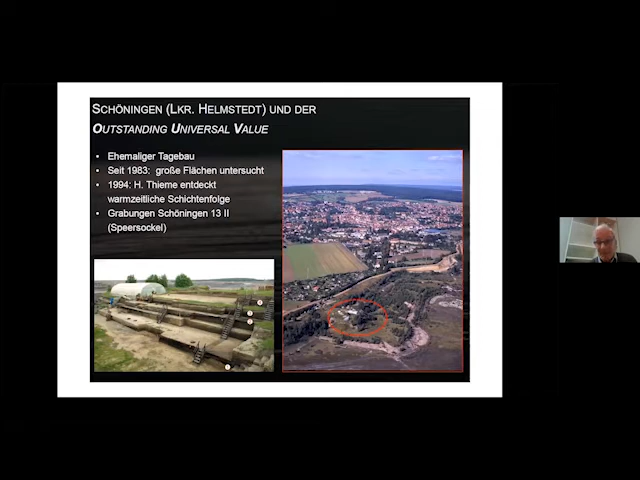 SCHÖNINGEN (LKR. HELMSTEDT) UND DER
OUTSTANDING UNIVERSAL VALUE
• Ehemaliger Tagebau
• Seit 1983: große Flächen untersucht
• 1994: H. Thieme entdeckt
warmzeitliche Schichtenfolge
• Grabungen Schöningen 13 II
(Speersockel)